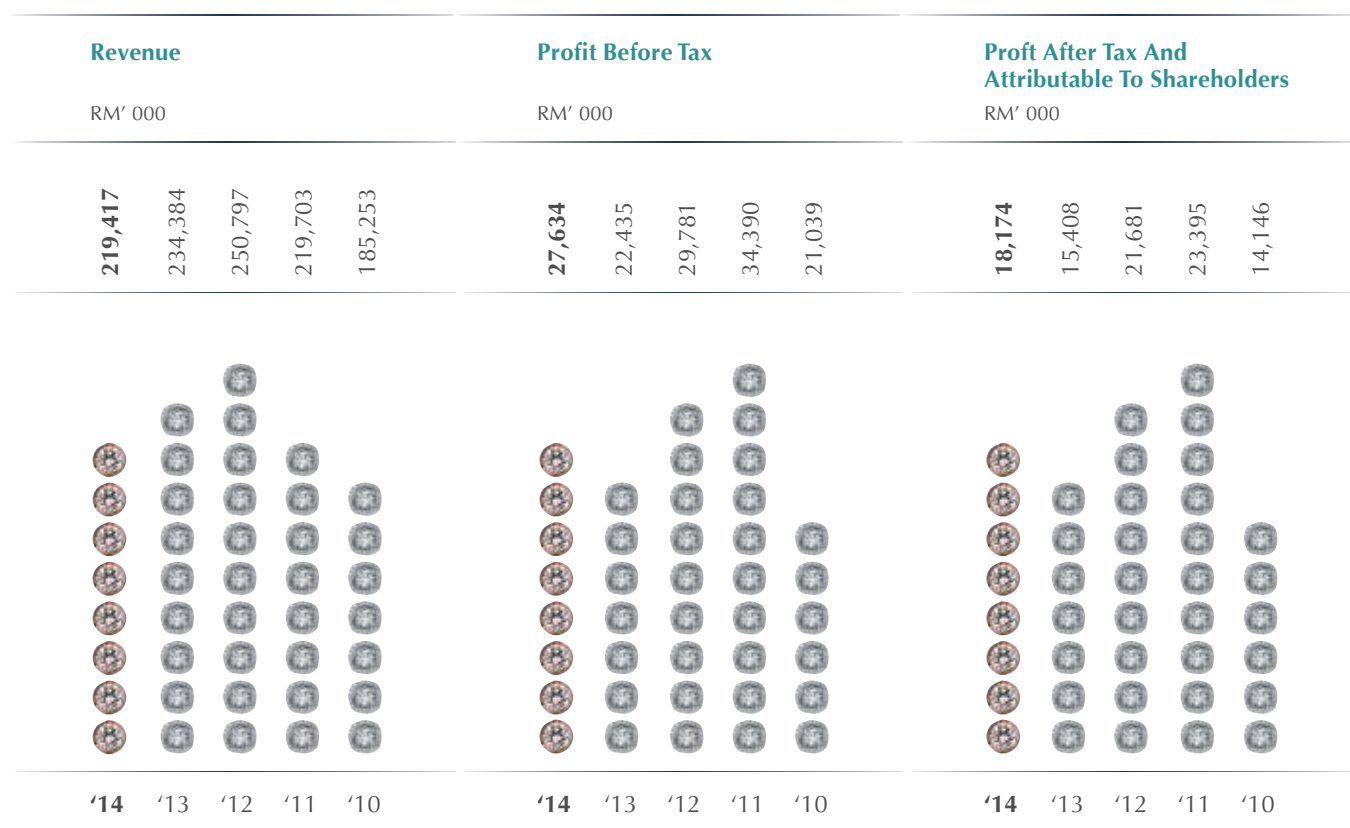 Revenue
RM’ 000
219,417
234,384
250,797
219,703
185,253
‘14 ‘13 ‘12 ‘11 ‘10
Profit Before Tax
RM’ 000
27,634
22,435
29,781
34,390
21,039
‘14 ‘13 ‘12 ‘11 ‘10
Proft After Tax And
Attributable To Shareholders
RM’ 000
18,174
15,408
21,681
23,395
14,146
‘14 ‘13 ‘12 ‘11 ‘10